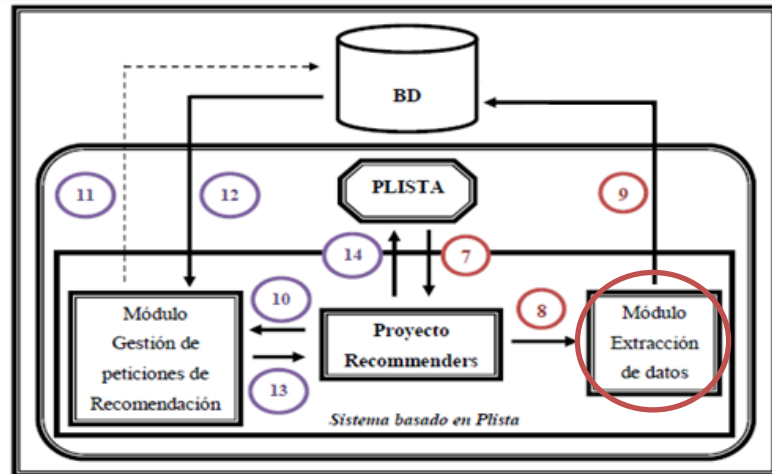 BD
PLISTA
11
12
9
14
7
10
8
13
Módulo
Gestión de
peticiones de
Recomendación
Proyecto
Recommenders
Módulo
Extracción
de datos
Sistema basado en Plista